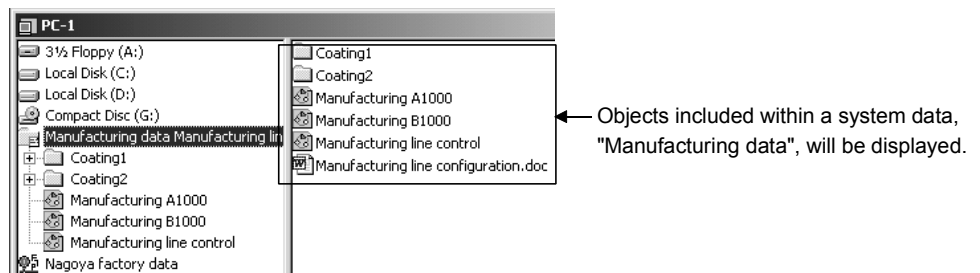 PC-1
3½ Floppy (A:)
Local Disk (C:)
Local Disk (D:)
Compact Disc (G:)
Manufacturing data Manufacturing lin
Coating1
Coating2
Manufacturing A1000
Manufacturing B1000
Manufacturing line control
Nagoya factory data
Coating1
Coating2
Manufacturing A1000
Manufacturing B1000
Manufacturing line control
Manufacturing line configuration.doc
Objects included within a system data,
"Manufacturing data", will be displayed.